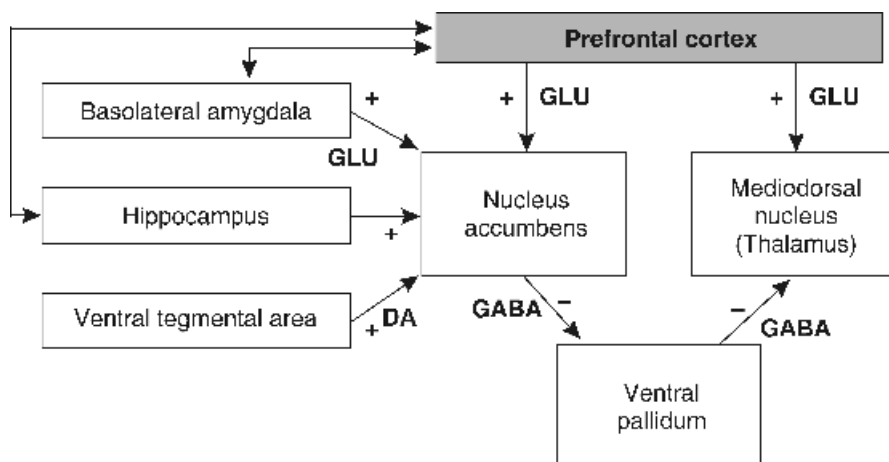 Prefrontal cortex
+
+ GLU
+ GLU
Basolateral amygdala
GLU
Nucleus
accumbens
Mediodorsal
nucleus
(Thalamus)
Hippocampus
+
Ventral tegmental area
+ DA
GABA –
– GABA
Ventral
pallidum